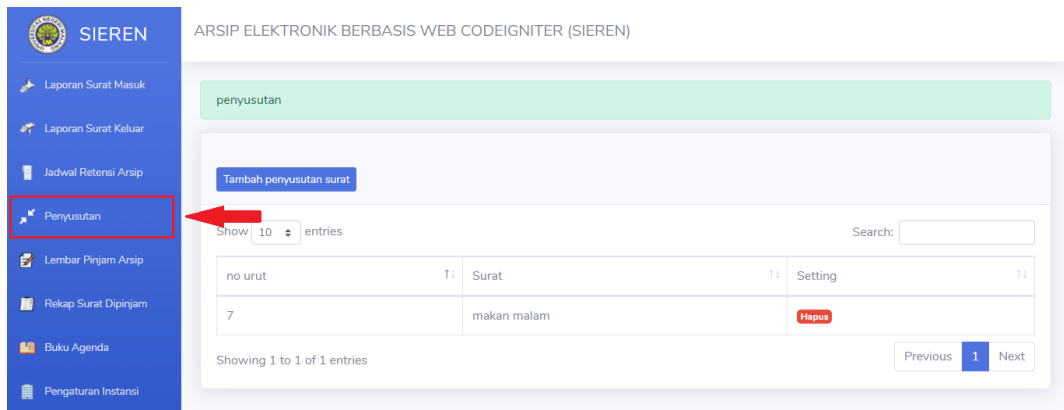 SIEREN
ARSIP ELEKTRONIK BERBASIS WEB CODEIGNITER (SIEREN)
Laporan Surat Masuk
Laporan Surat Keluar
Jadwal Retensi Arsip
Penyusutan
Lembar Pinjam Arsip
Rekap Surat Dipinjam
Buku Agenda
Pengaturan Instansi
penyusutan
Tambah penyusutan surat
Show 10 entries
Search:
no urut Surat Setting
7 makan malam Hapus
Showing 1 to 1 of 1 entries
Previous 1 Next